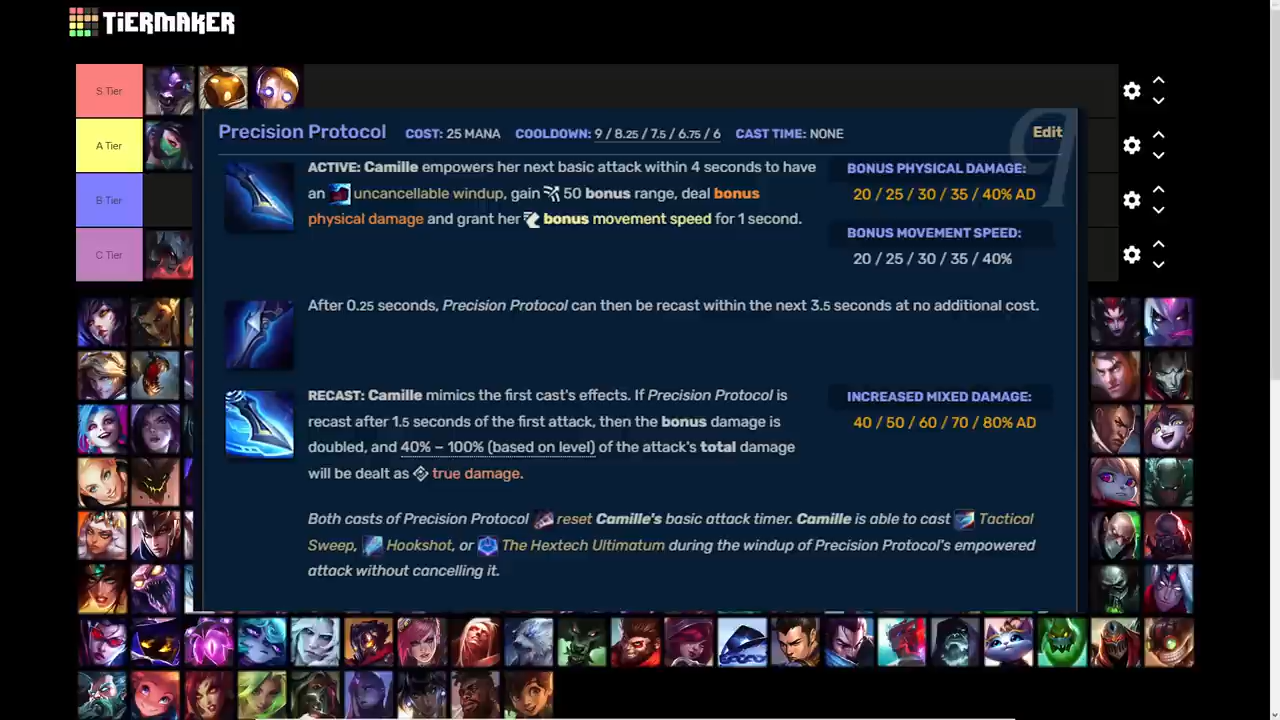 TiERMAKER
S Tier
A Tier
B Tier
C Tier
Precision Protocol COST: 25 MANA COOLDOWN: 9 / 8.25 / 7.5 / 6.75 / 6 CAST TIME: NONE Edit
q
ACTIVE: Camille empowers her next basic attack within 4 seconds to have
an uncancellable windup, gain 50 bonus range, deal bonus
physical damage and grant her bonus movement speed for 1 second.
BONUS PHYSICAL DAMAGE:
20 / 25 / 30 / 35 / 40% AD
BONUS MOVEMENT SPEED:
20 / 25 / 30 / 35 / 40%
After 0.25 seconds, Precision Protocol can then be recast within the next 3.5 seconds at no additional cost.
RECAST: Camille mimics the first cast's effects. If Precision Protocol is
recast after 1.5 seconds of the first attack, then the bonus damage is
doubled, and 40% – 100% (based on level) of the attack's total damage
will be dealt as true damage.
INCREASED MIXED DAMAGE:
40 / 50 / 60 / 70 / 80% AD
Both casts of Precision Protocol reset Camille's basic attack timer. Camille is able to cast Tactical
Sweep, Hookshot, or The Hextech Ultimatum during the windup of Precision Protocol's empowered
attack without cancelling it.